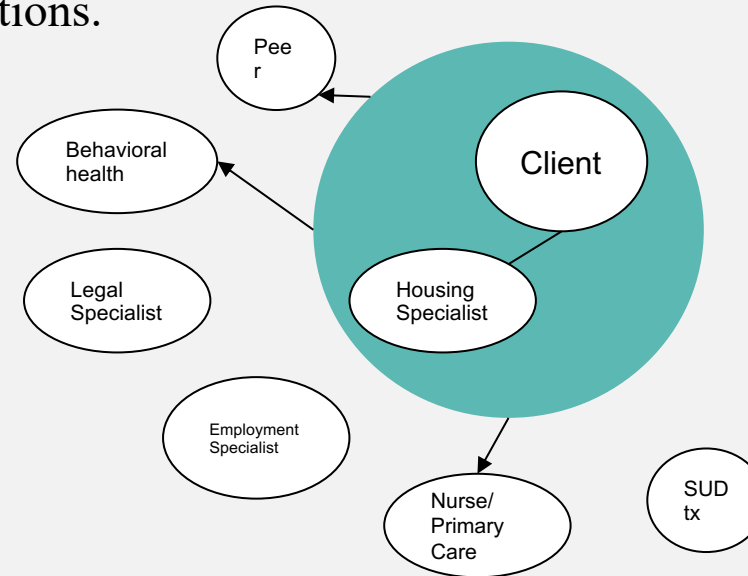 tions.
Pee
r
Behavioral
health
Client
Legal
Specialist
Housing
Specialist
Employment
Specialist
Nurse/
Primary
Care
SUD
tx